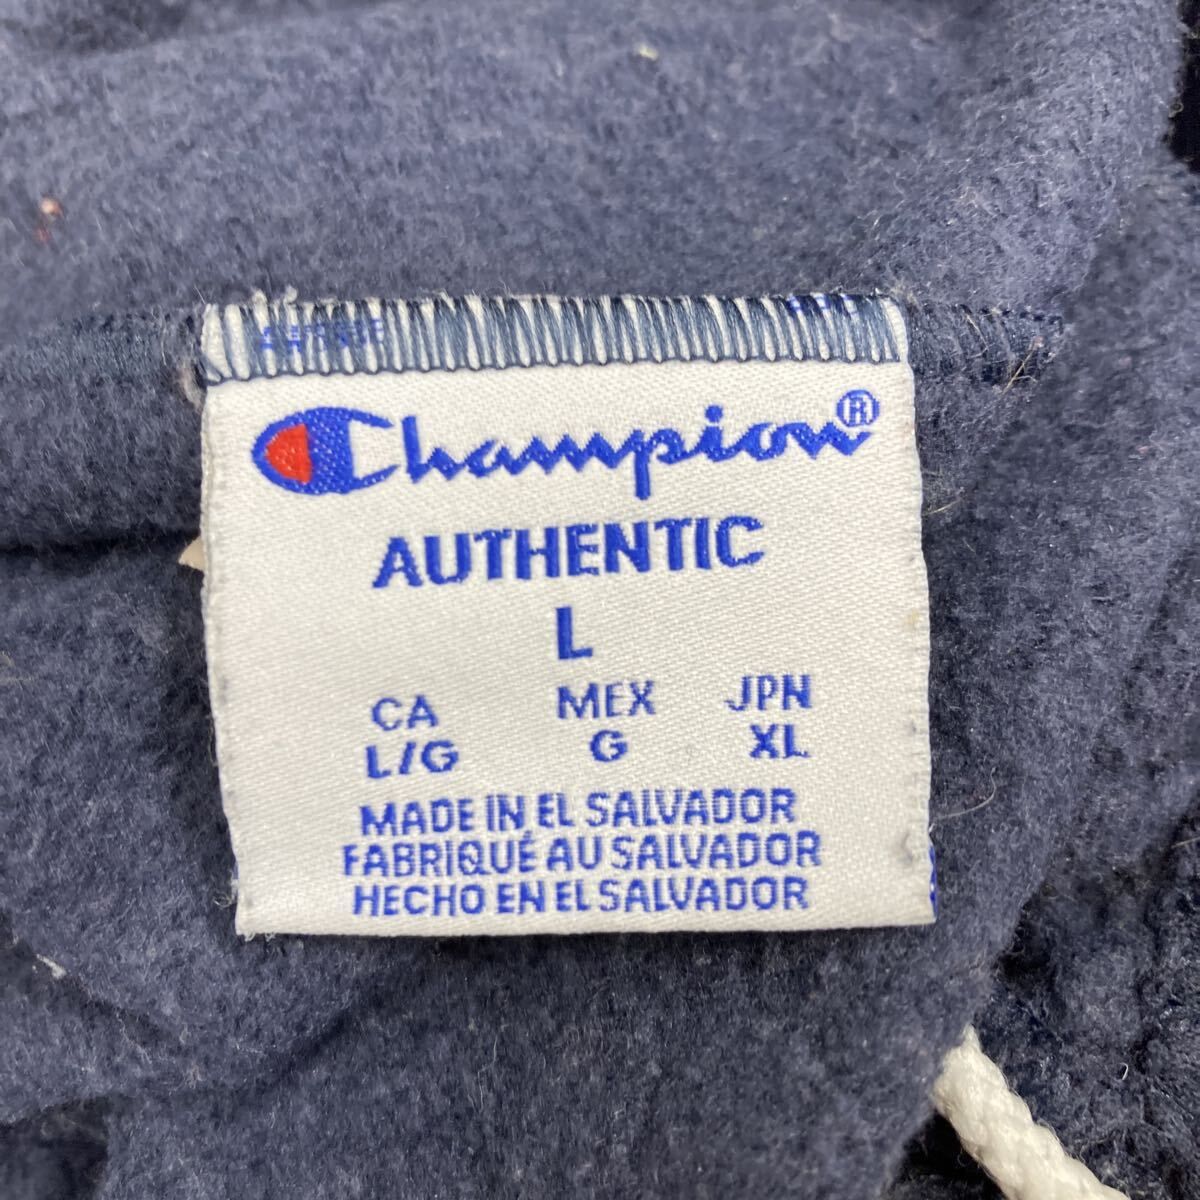 Champion®
AUTHENTIC
L
CA MEX JPN
L/G G XL
MADE IN EL SALVADOR
FABRIQUÉ AU SALVADOR
HECHO EN EL SALVADOR